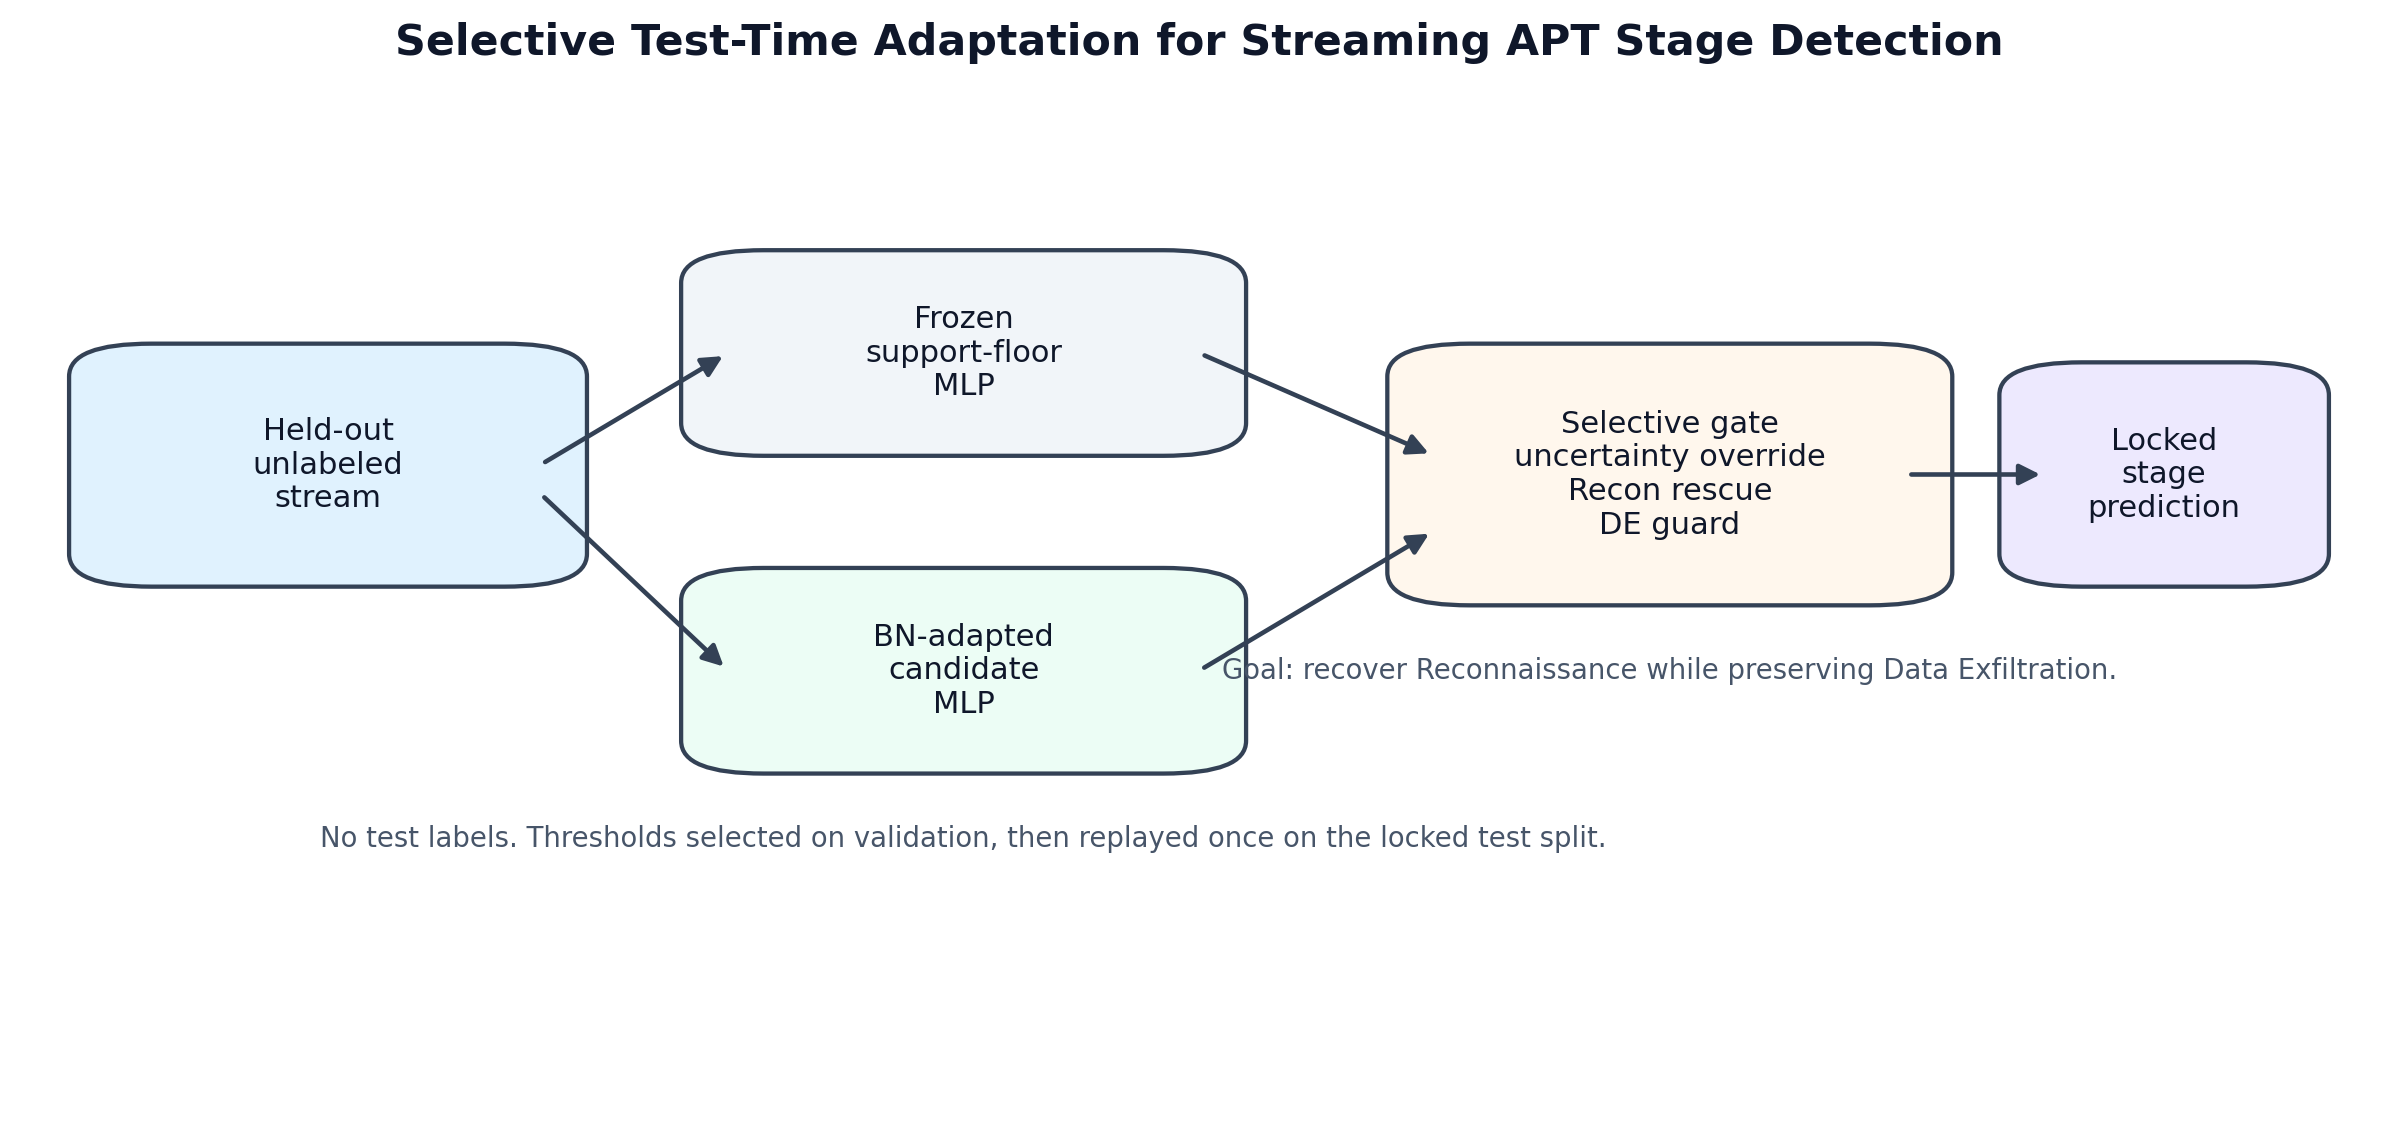 Selective Test-Time Adaptation for Streaming APT Stage Detection
Held-out
unlabeled
stream
Frozen
support-floor
MLP
BN-adapted
candidate
MLP
Selective gate
uncertainty override
Recon rescue
DE guard
Locked
stage
prediction
Goal: recover Reconnaissance while preserving Data Exfiltration.
No test labels. Thresholds selected on validation, then replayed once on the locked test split.